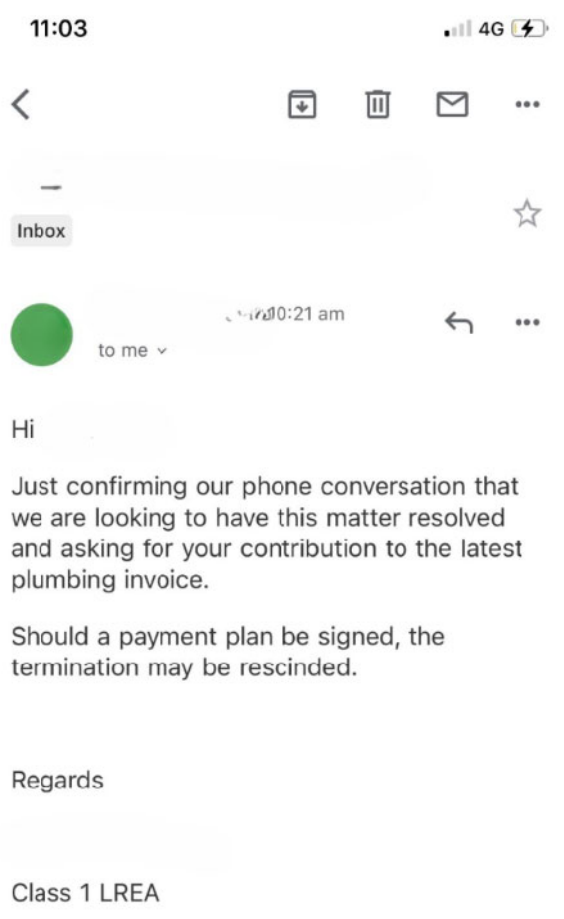 11:03
4G
Inbox
10:21 am
to me
Hi
Just confirming our phone conversation that
we are looking to have this matter resolved
and asking for your contribution to the latest
plumbing invoice.
Should a payment plan be signed, the
termination may be rescinded.
Regards
Class 1 LREA